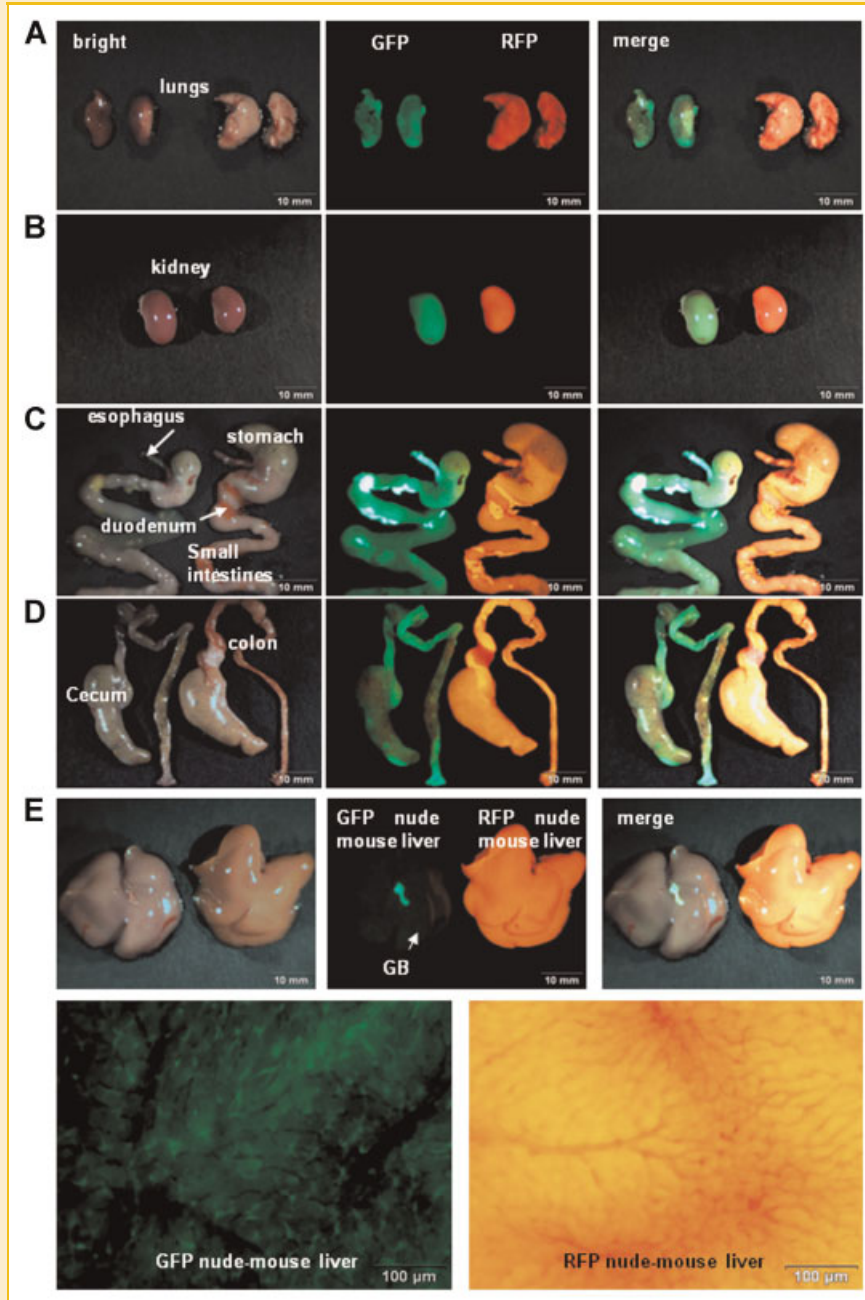 A
bright
lungs
10 mm
GFP RFP
10 mm
merge
10 mm
B
kidney
10 mm
10 mm
10 mm
C
esophagus
stomach
duodenum
Small
intestines
10 mm
10 mm
10 mm
D
colon
Cecum
10 mm
10 mm
20 mm
E
10 mm
GFP nude
mouse liver
RFP nude
mouse liver
GB
10 mm
merge
10 mm
GFP nude-mouse liver
100 µm
RFP nude-mouse liver
100 µm